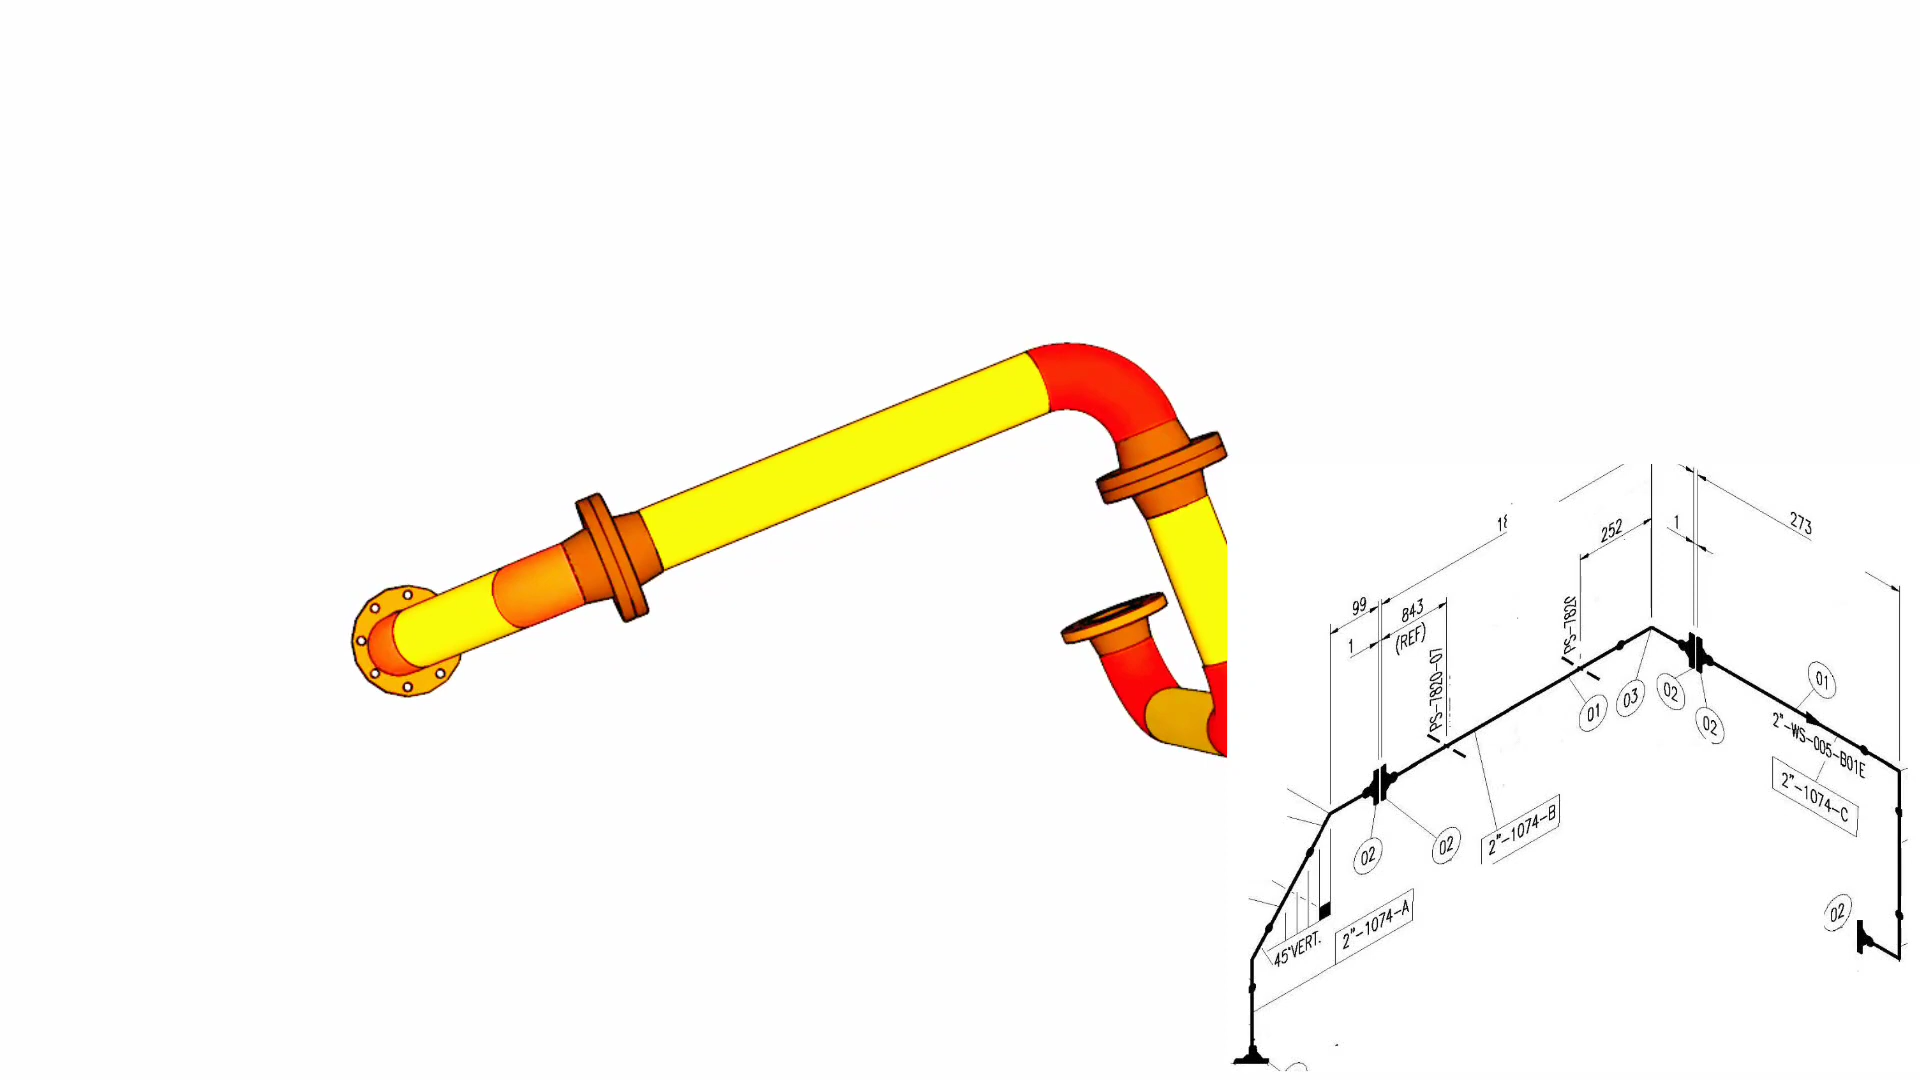 18
252
1
273
99
843
(REF)
1
PS-7820-07
PS-7820
01
03
02
02
01
2"-WS-005-B01E
2"-1074-C
02
02
2"-1074-B
2"-1074-A
45°VERT.
02